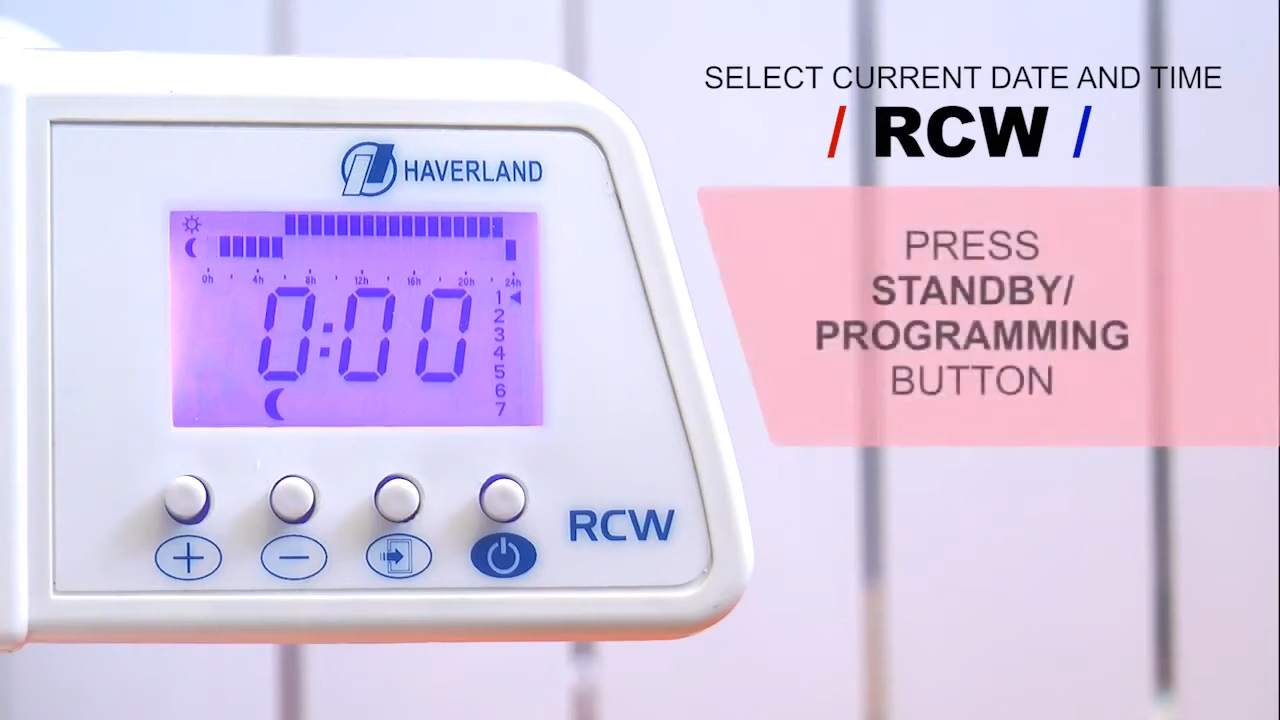 SELECT CURRENT DATE AND TIME
/ RCW /
PRESS
STANDBY/
PROGRAMMING
BUTTON
HAVERLAND
0h 4h 8h 12h 16h 20h 24h
0:00
1
2
3
4
5
6
7
RCW